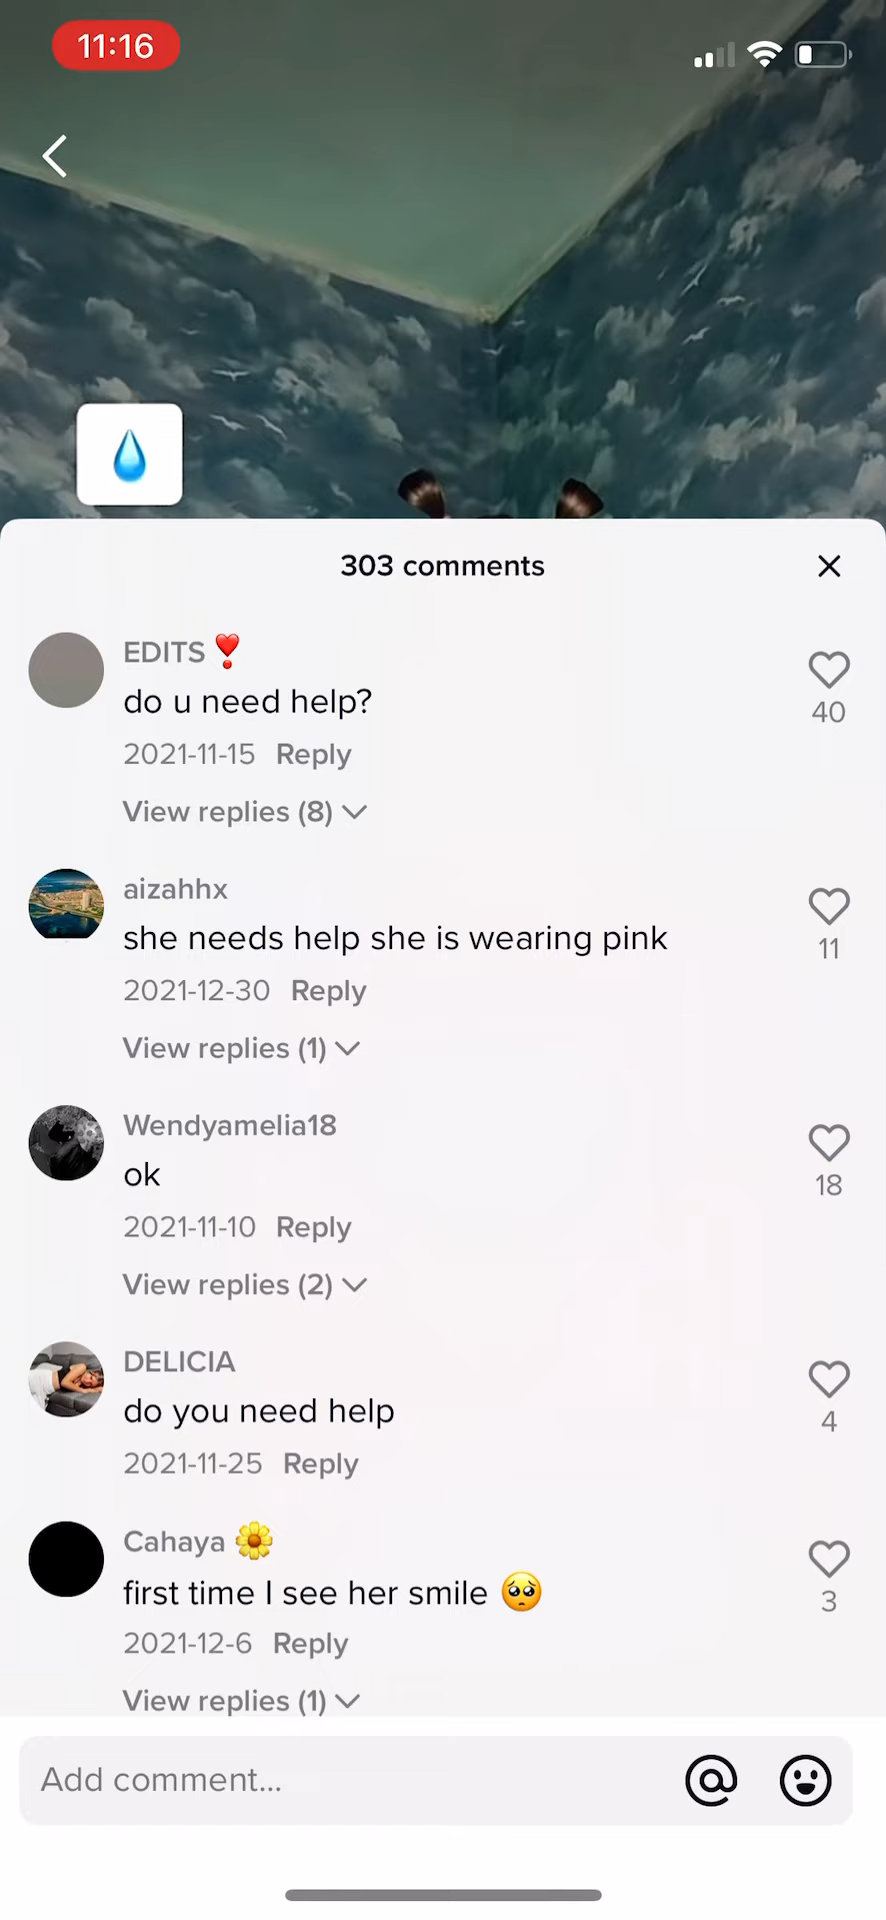 11:16
303 comments
EDITS ❣️
do u need help?
40
2021-11-15 Reply
View replies (8)
aizahhx
she needs help she is wearing pink
11
2021-12-30 Reply
View replies (1)
Wendyamelia18
ok
18
2021-11-10 Reply
View replies (2)
DELICIA
do you need help
4
2021-11-25 Reply
Cahaya 🌼
first time I see her smile 🥺
3
2021-12-6 Reply
View replies (1)
Add comment...